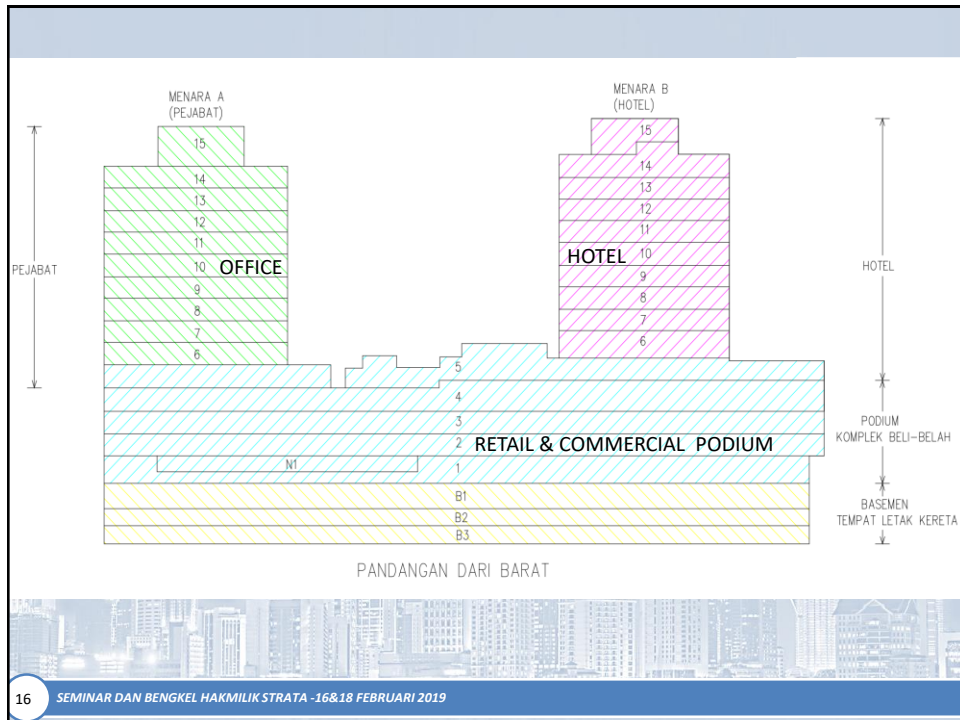 MENARA A
(PEJABAT)
MENARA B
(HOTEL)
15
14
13
12
11
10
9
8
7
6
OFFICE
PEJABAT
15
14
13
12
11
10
9
8
7
6
HOTEL
HOTEL
5
4
3
2
RETAIL & COMMERCIAL PODIUM
N1
1
B1
B2
B3
PODIUM
KOMPLEK BELI-BELAH
BASEMEN
TEMPAT LETAK KERETA
PANDANGAN DARI BARAT
16
SEMINAR DAN BENGKEL HAKMILIK STRATA -16&18 FEBRUARI 2019